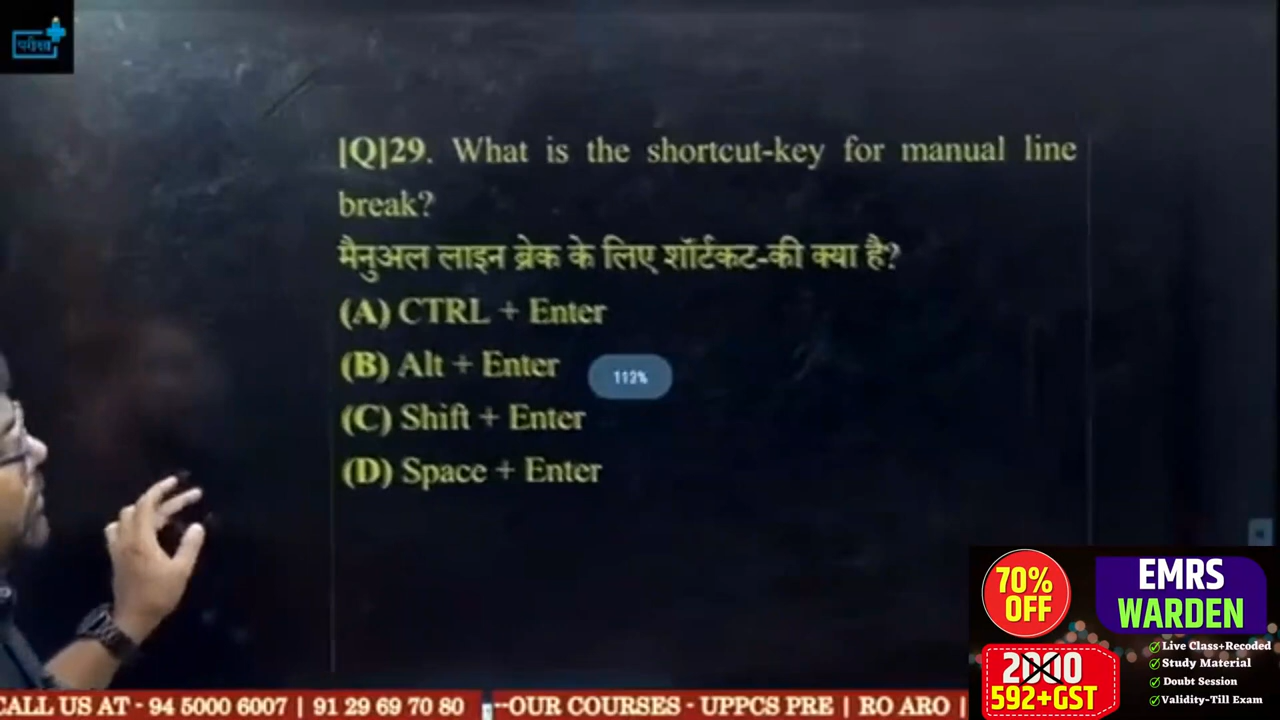 परीक्षा
[Q]29. What is the shortcut-key for manual line
break?
मैनुअल लाइन ब्रेक के लिए शॉर्टकट-की क्या है?
(A) CTRL + Enter
(B) Alt + Enter
112%
(C) Shift + Enter
(D) Space + Enter
70%
OFF
EMRS
WARDEN
2000
592+GST
Live Class+Recoded
Study Material
Doubt Session
Validity-Till Exam
CALL US AT - 94 5000 6007 | 91 29 69 70 80 --OUR COURSES - UPPCS PRE | RO ARO |